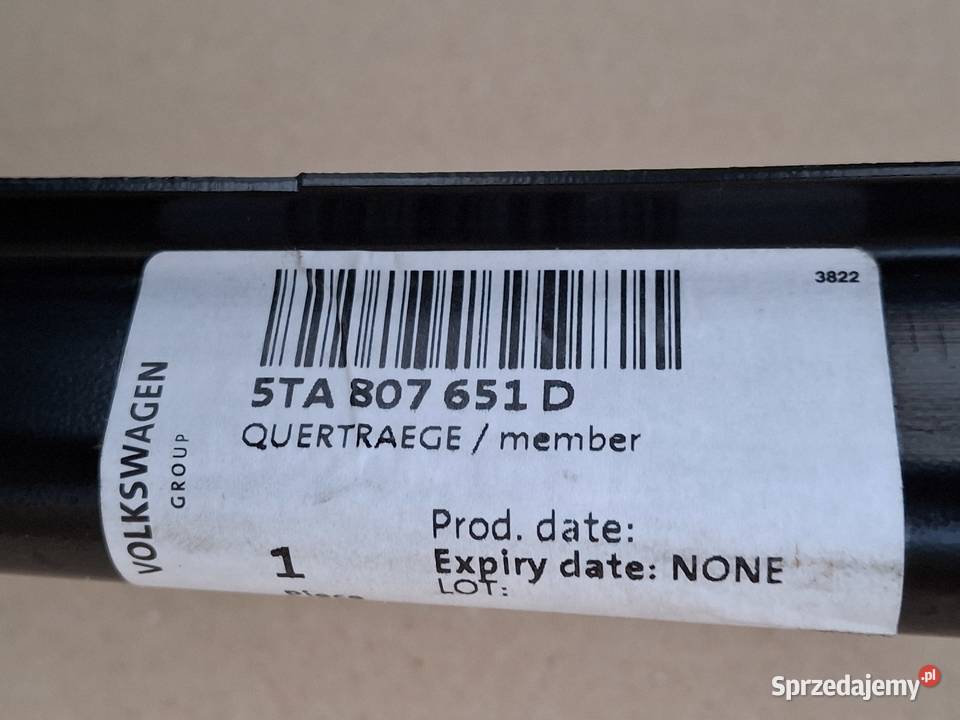 3822
5TA 807 651 D
QUERTRAEGE / member
VOLKSWAGEN
GROUP
Prod. date:
1
Expiry date: NONE
LOT:
Sprzedajemy.pl